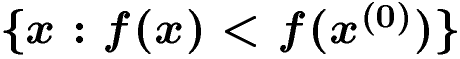 {x : f(x) < f(x^{(0)})}